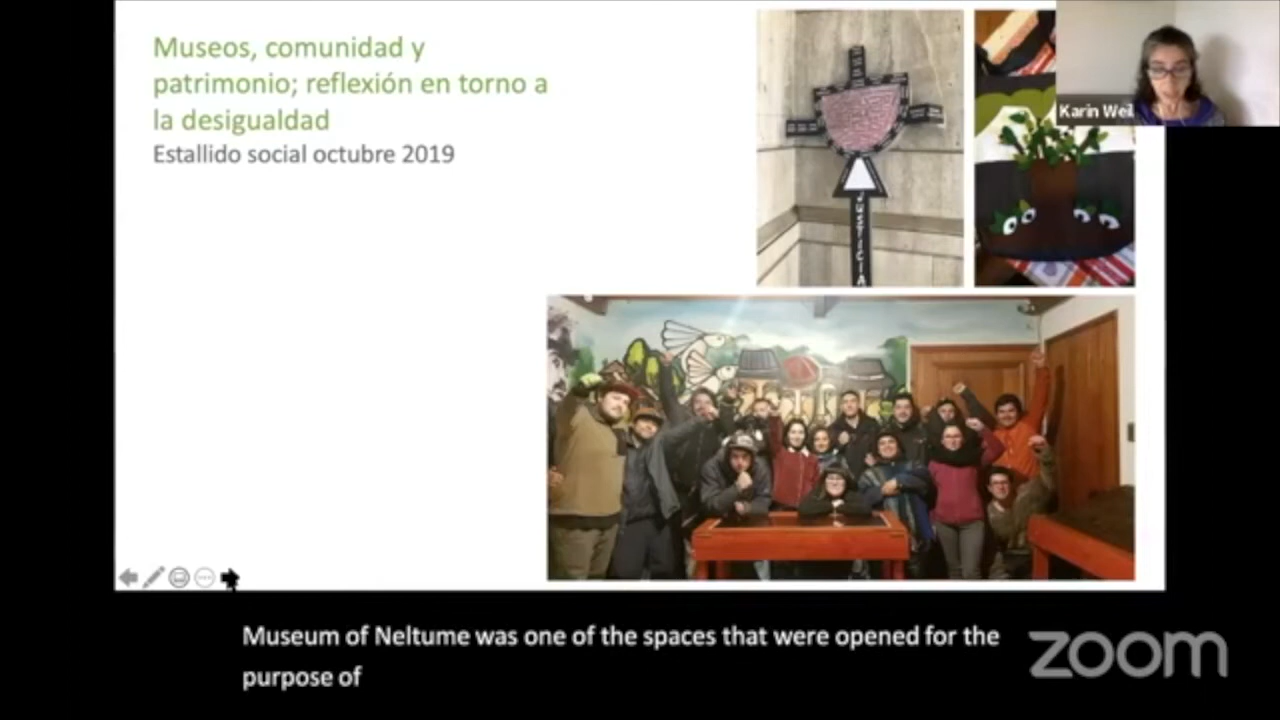 Museos, comunidad y
patrimonio; reflexión en torno a
la desigualdad
Estallido social octubre 2019
JUSTICIA
Karin Weil
Museum of Neltume was one of the spaces that were opened for the
purpose of
zoom